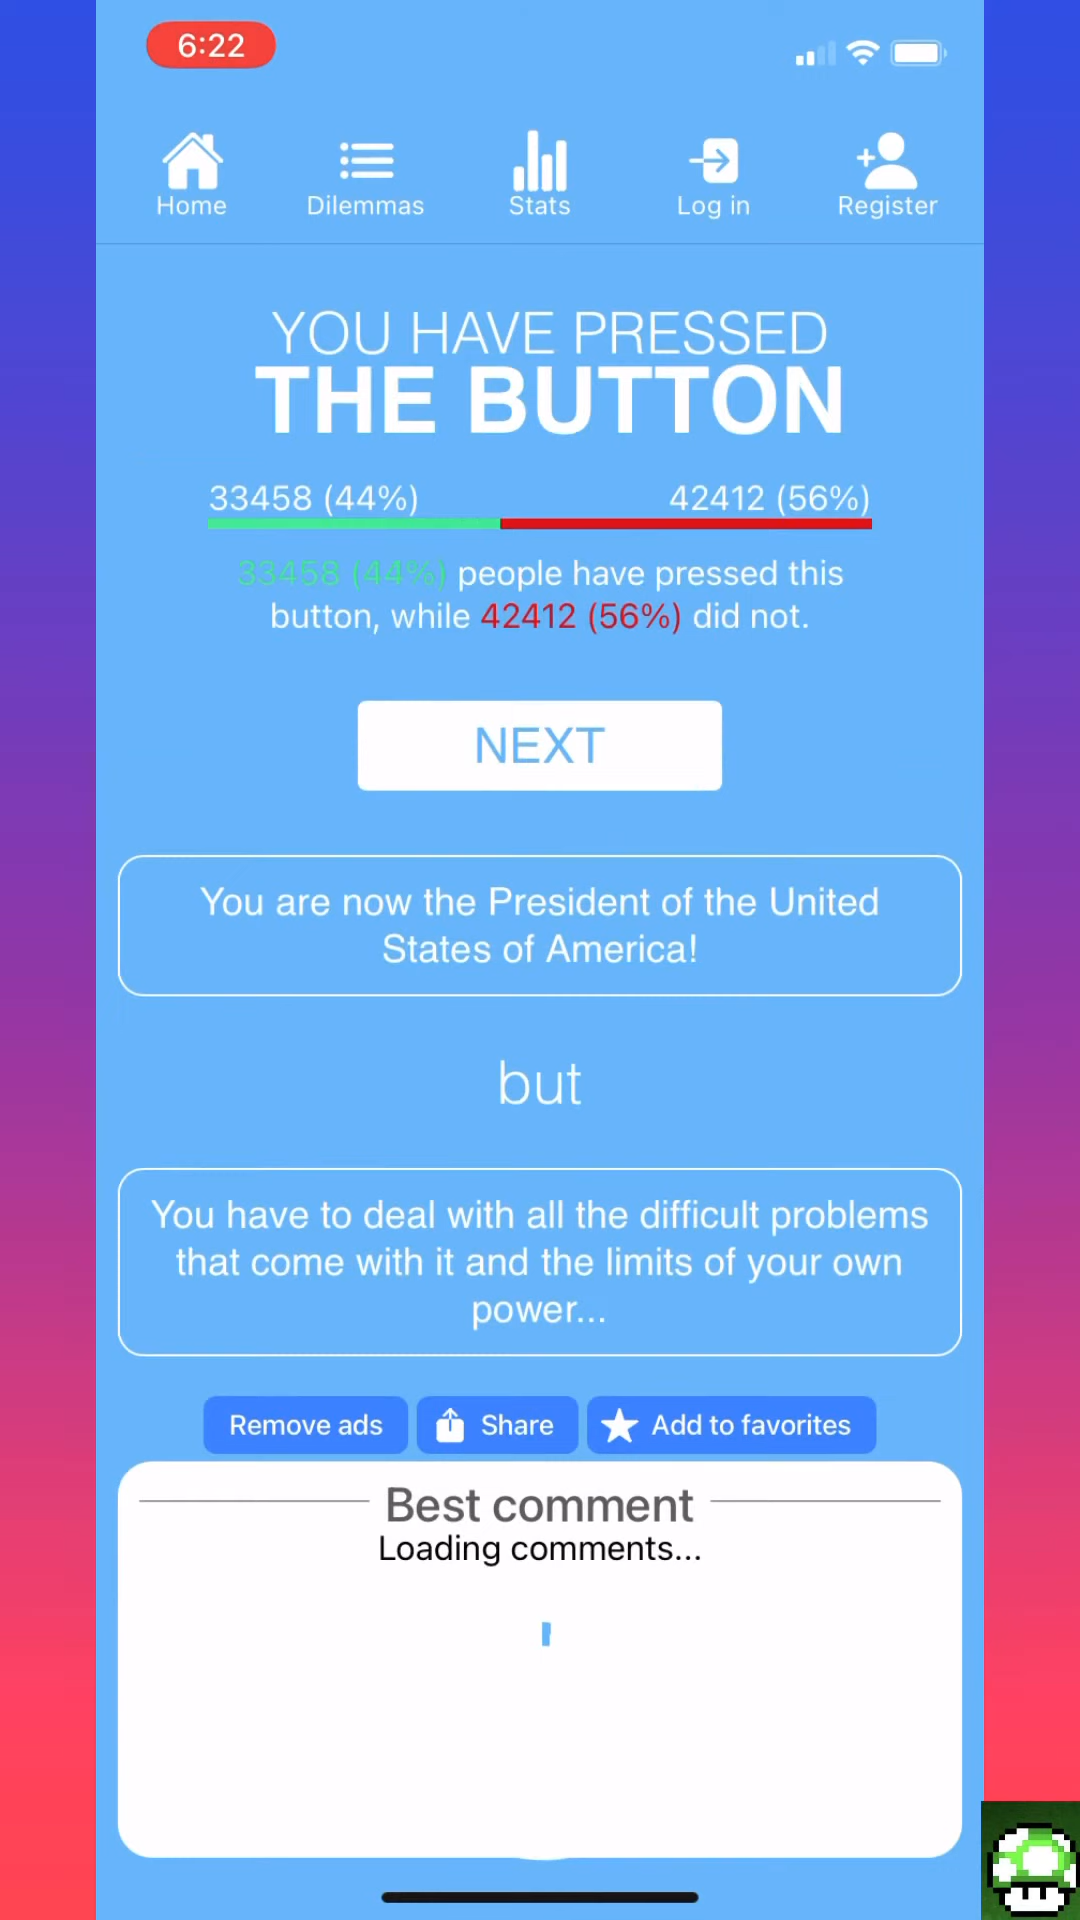 6:22
Home
Dilemmas
Stats
Log in
Register
YOU HAVE PRESSED
THE BUTTON
33458 (44%)
42412 (56%)
33458 (44%) people have pressed this
button, while 42412 (56%) did not.
NEXT
You are now the President of the United
States of America!
but
You have to deal with all the difficult problems
that come with it and the limits of your own
power...
Remove ads
Share
Add to favorites
Best comment
Loading comments...